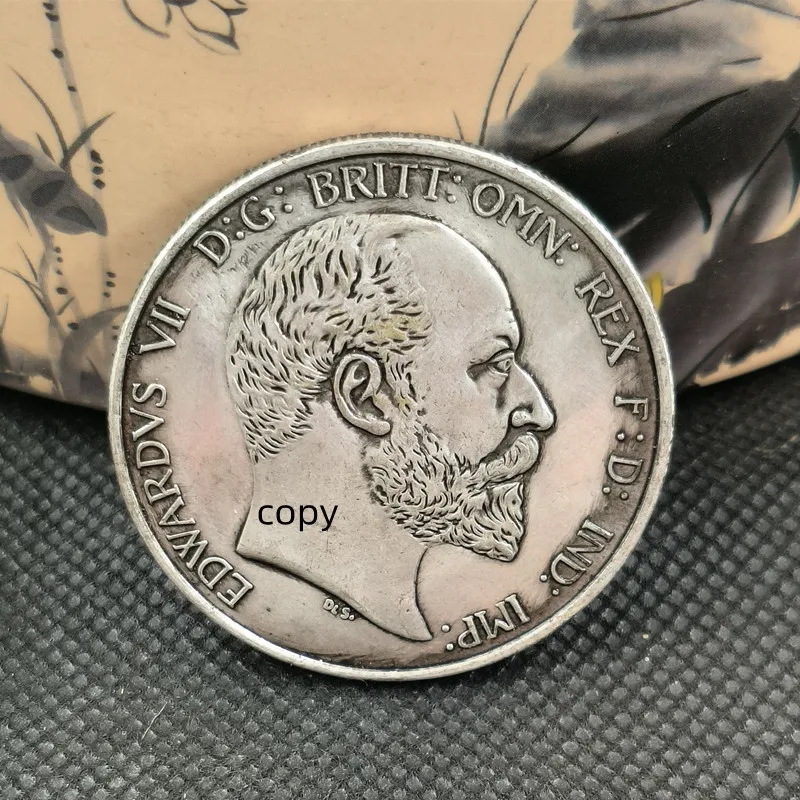 EDWARDVS VII D:G: BRITT: OMN: REX F:D: IND: IMP:
copy
DES.